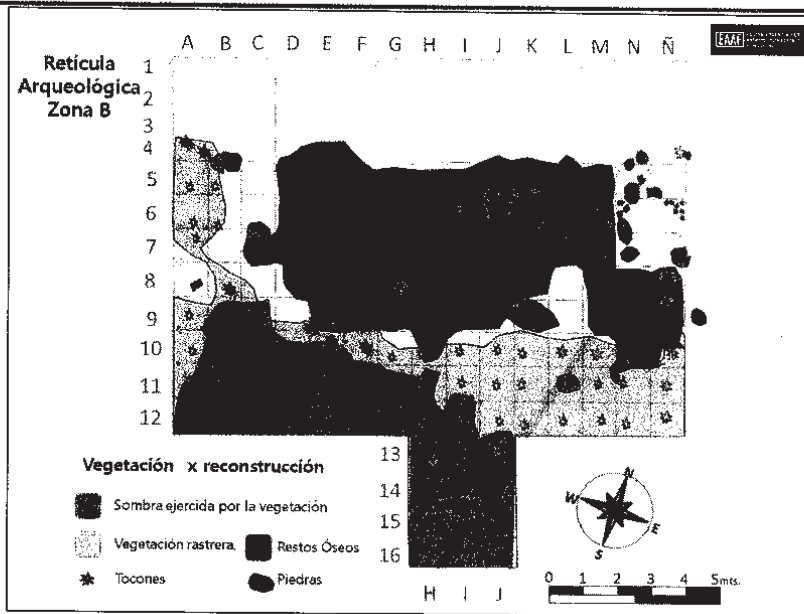 A B C D E F G H I J K L M N Ñ
EAAF
Retícula
Arqueológica
Zona B
1
2
3
4
5
6
7
8
9
10
11
12
13
14
15
16
Vegetación x reconstrucción
Sombra ejercida por la vegetación
Vegetación rastrera
Restos Óseos
Tocones
Piedras
H I J
N
W
E
S
0 1 2 3 4 5mts.